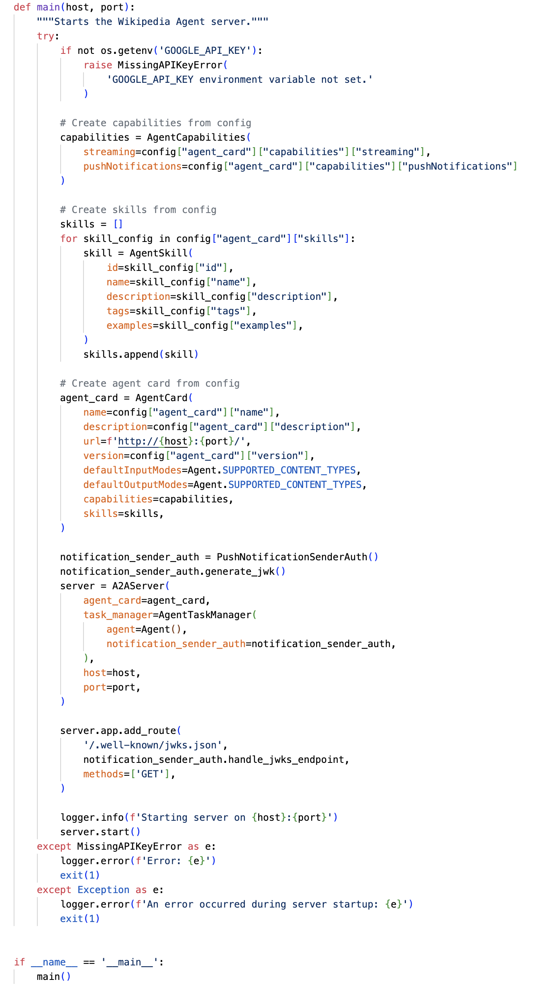 def main(host, port):
    """Starts the Wikipedia Agent server."""
    try:
        if not os.getenv('GOOGLE_API_KEY'):
            raise MissingAPIKeyError(
                'GOOGLE_API_KEY environment variable not set.'
            )

        # Create capabilities from config
        capabilities = AgentCapabilities(
            streaming=config["agent_card"]["capabilities"]["streaming"],
            pushNotifications=config["agent_card"]["capabilities"]["pushNotifications"]
        )

        # Create skills from config
        skills = []
        for skill_config in config["agent_card"]["skills"]:
            skill = AgentSkill(
                id=skill_config["id"],
                name=skill_config["name"],
                description=skill_config["description"],
                tags=skill_config["tags"],
                examples=skill_config["examples"],
            )
            skills.append(skill)

        # Create agent card from config
        agent_card = AgentCard(
            name=config["agent_card"]["name"],
            description=config["agent_card"]["description"],
            url=f'http://{host}:{port}/',
            version=config["agent_card"]["version"],
            defaultInputModes=Agent.SUPPORTED_CONTENT_TYPES,
            defaultOutputModes=Agent.SUPPORTED_CONTENT_TYPES,
            capabilities=capabilities,
            skills=skills,
        )

        notification_sender_auth = PushNotificationSenderAuth()
        notification_sender_auth.generate_jwk()
        server = A2AServer(
            agent_card=agent_card,
            task_manager=AgentTaskManager(
                agent=Agent(),
                notification_sender_auth=notification_sender_auth,
            ),
            host=host,
            port=port,
        )

        server.app.add_route(
            '/.well-known/jwks.json',
            notification_sender_auth.handle_jwks_endpoint,
            methods=['GET'],
        )

        logger.info(f'Starting server on {host}:{port}')
        server.start()
    except MissingAPIKeyError as e:
        logger.error(f'Error: {e}')
        exit(1)
    except Exception as e:
        logger.error(f'An error occurred during server startup: {e}')
        exit(1)


if __name__ == '__main__':
    main()